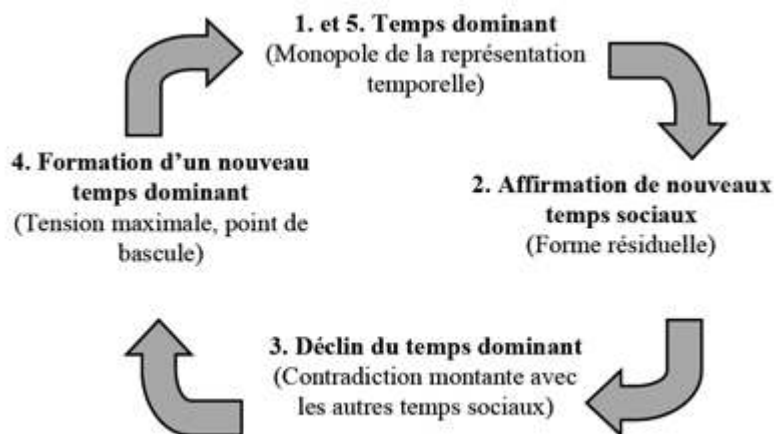 1. et 5. Temps dominant
(Monopole de la représentation
temporelle)
2. Affirmation de nouveaux
temps sociaux
(Forme résiduelle)
3. Déclin du temps dominant
(Contradiction montante avec
les autres temps sociaux)
4. Formation d'un nouveau
temps dominant
(Tension maximale, point de
bascule)